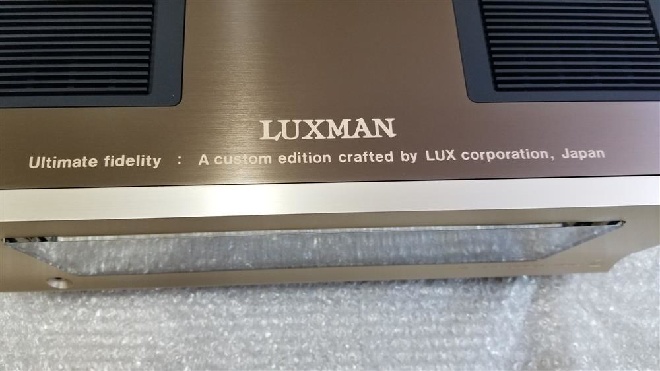 LUXMAN
Ultimate fidelity : A custom edition crafted by LUX corporation, Japan